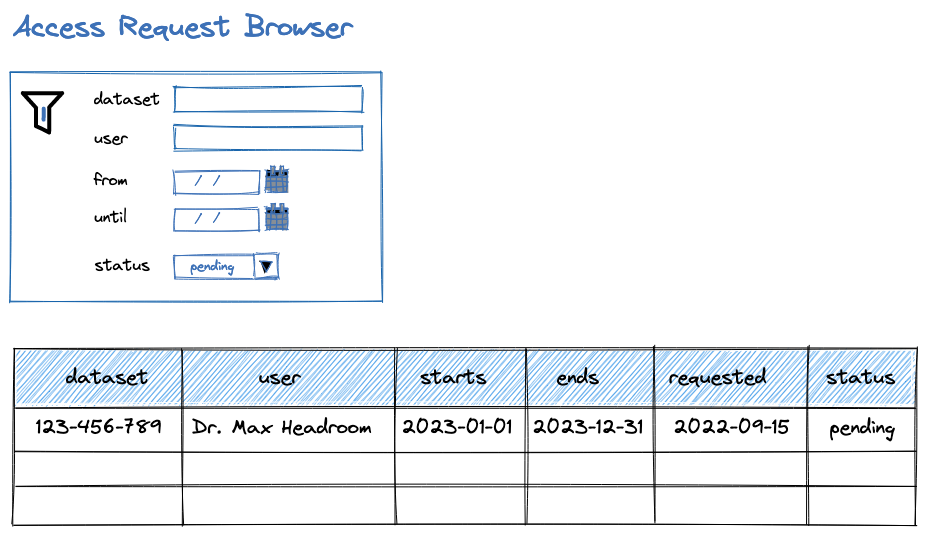 Access Request Browser
dataset
user
from / /
until / /
status pending
dataset user starts ends requested status
123-456-789 Dr. Max Headroom 2023-01-01 2023-12-31 2022-09-15 pending